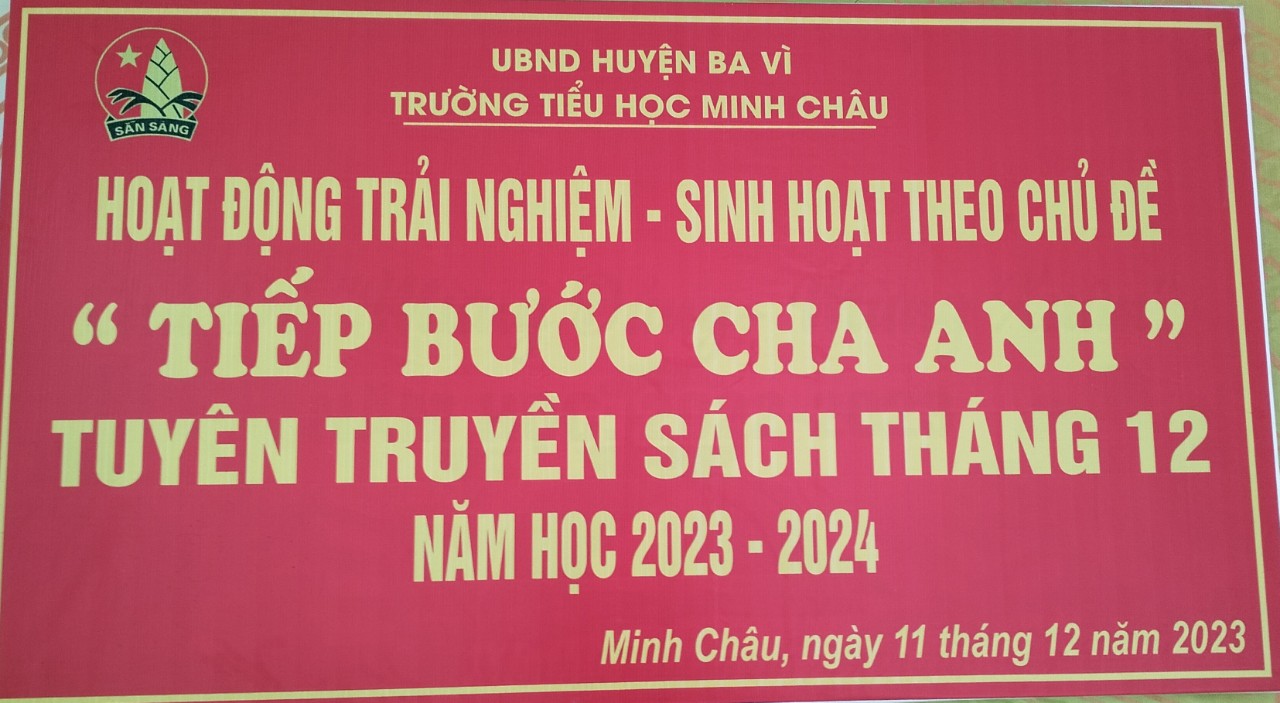 SẴN SÀNG
UBND HUYỆN BA VÌ
TRƯỜNG TIỂU HỌC MINH CHÂU
HOẠT ĐỘNG TRẢI NGHIỆM - SINH HOẠT THEO CHỦ ĐỀ
“ TIẾP BƯỚC CHA ANH ”
TUYÊN TRUYỀN SÁCH THÁNG 12
NĂM HỌC 2023 - 2024
Minh Châu, ngày 11 tháng 12 năm 2023